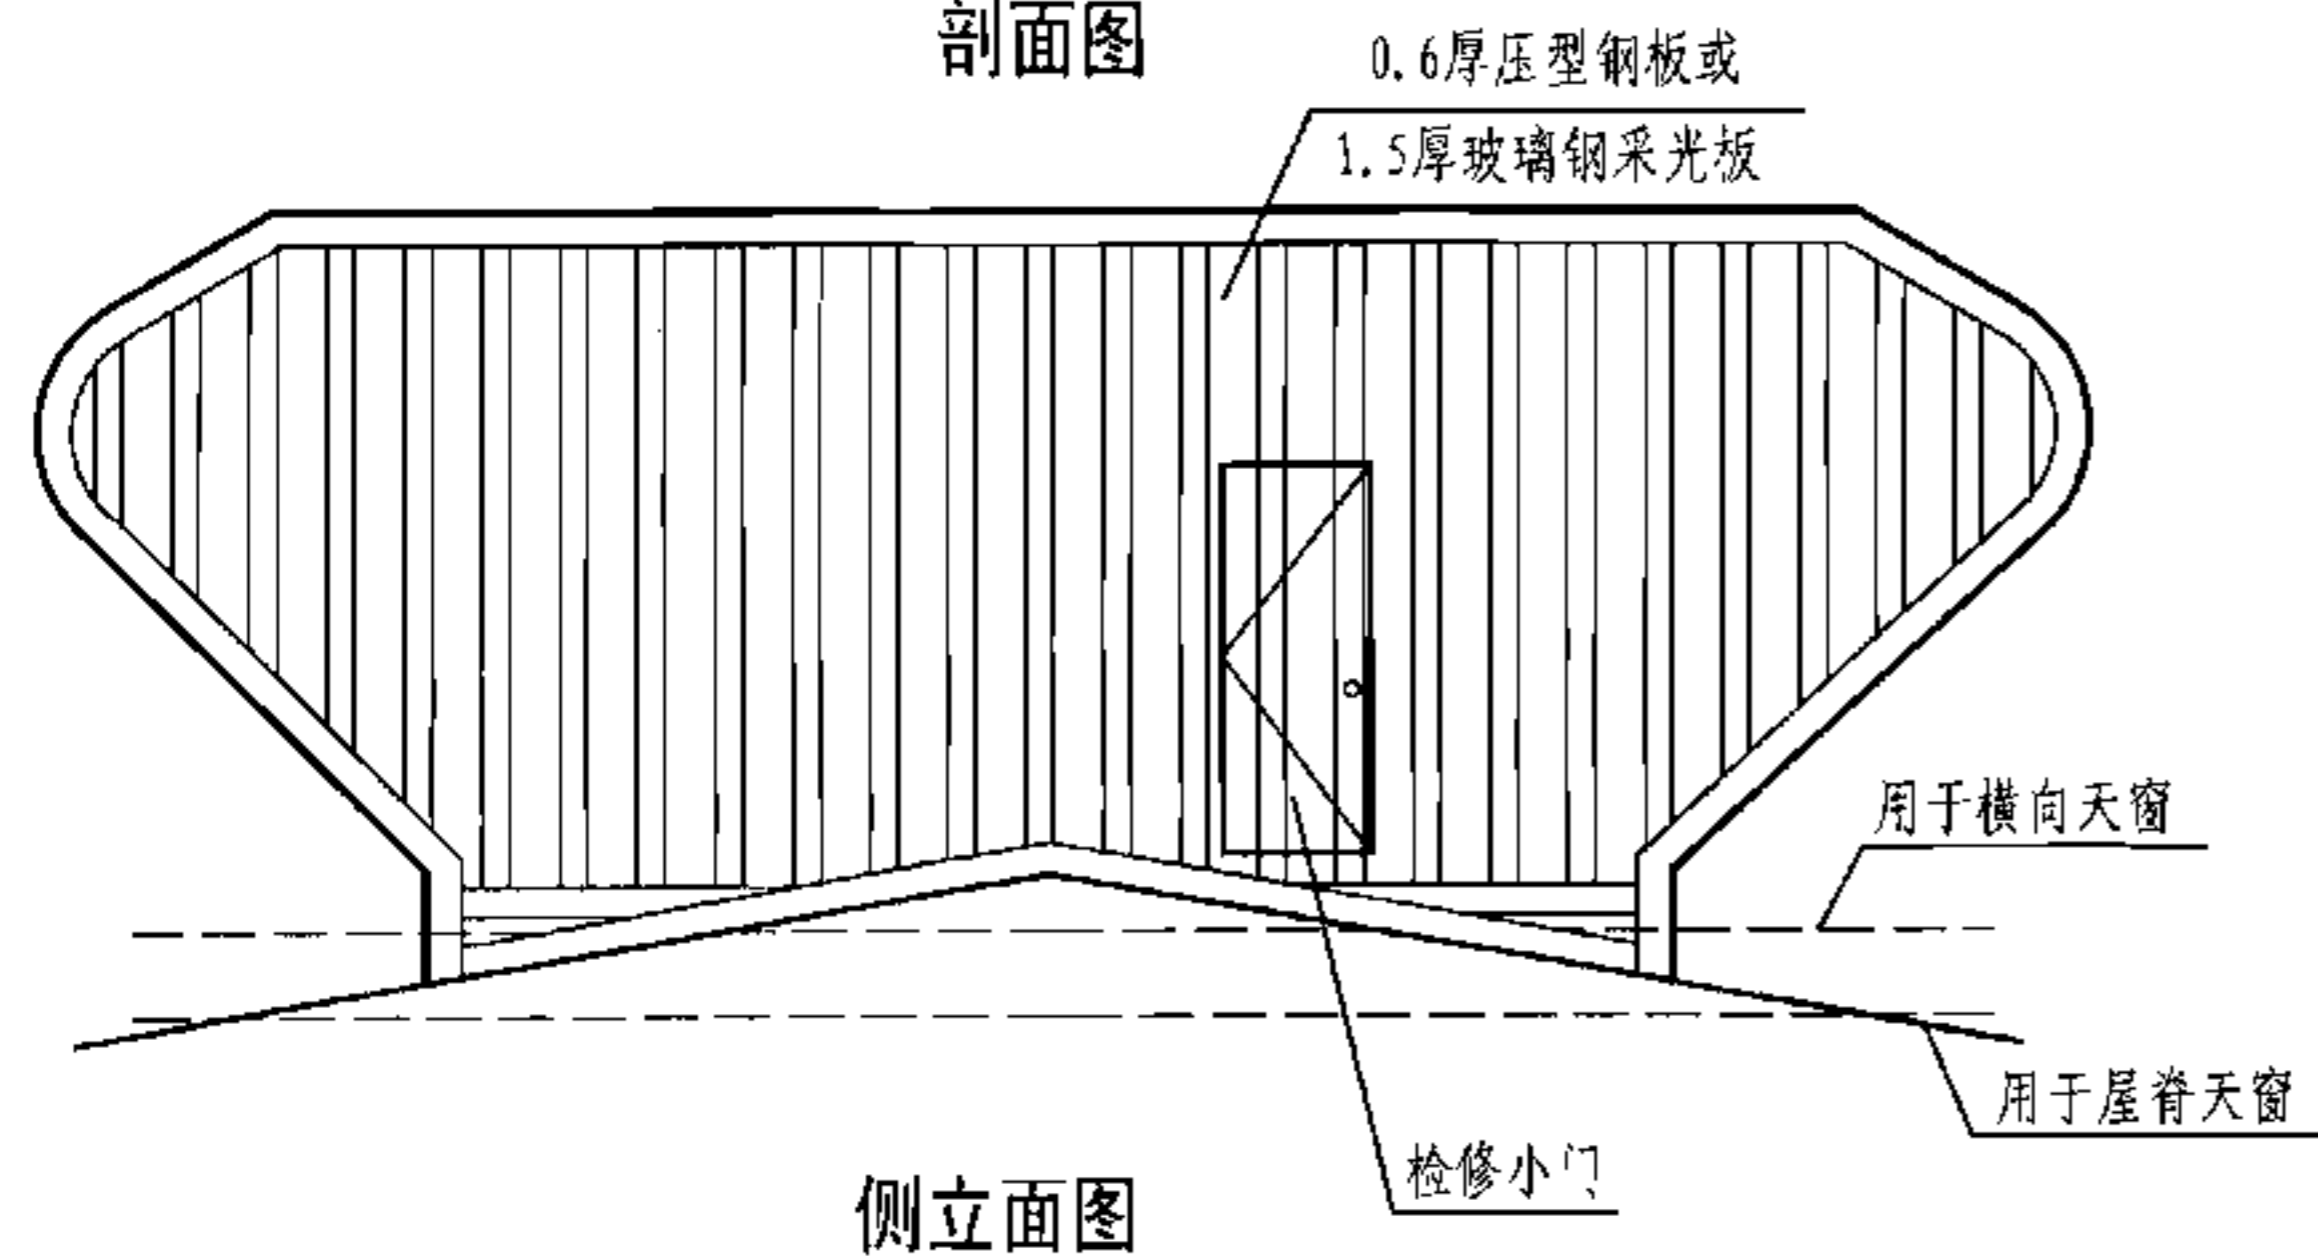 剖面图
0.6厚压型钢板或
1.5厚玻璃钢采光板
用于横向天窗
用于屋脊天窗
检修小门
侧立面图